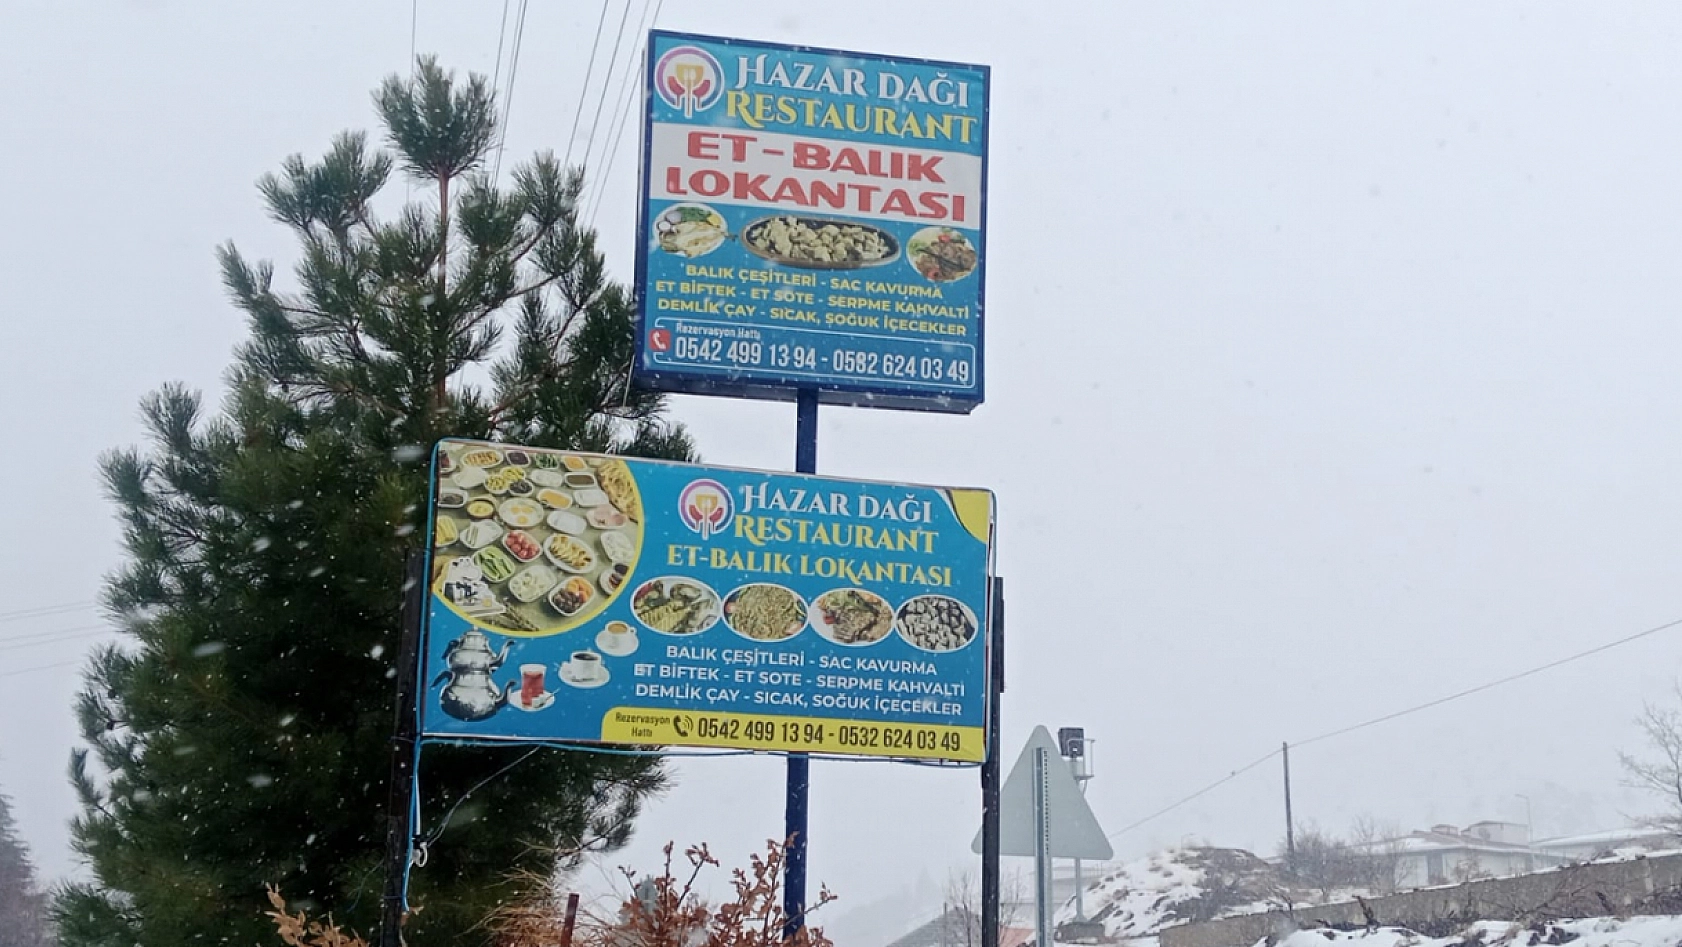 HAZAR DAĞI
RESTAURANT
ET-BALIK
LOKANTASI
BALIK ÇEŞİTLERİ - SAC KAVURMA
ET BİFTEK - ET SOTE - SERPME KAHVALTİ
DEMLİK ÇAY - SICAK, SOĞUK İÇECEKLER
Rezervasyon Hattı
0542 499 13 94 - 0582 624 03 49
HAZAR DAĞI
RESTAURANT
ET-BALIK LOKANTASI
BALIK ÇEŞİTLERİ - SAC KAVURMA
ET BİFTEK - ET SOTE - SERPME KAHVALTI
DEMLİK ÇAY - SICAK, SOĞUK İÇECEKLER
Rezervasyon
Hattı
0542 499 13 94 - 0532 624 03 49